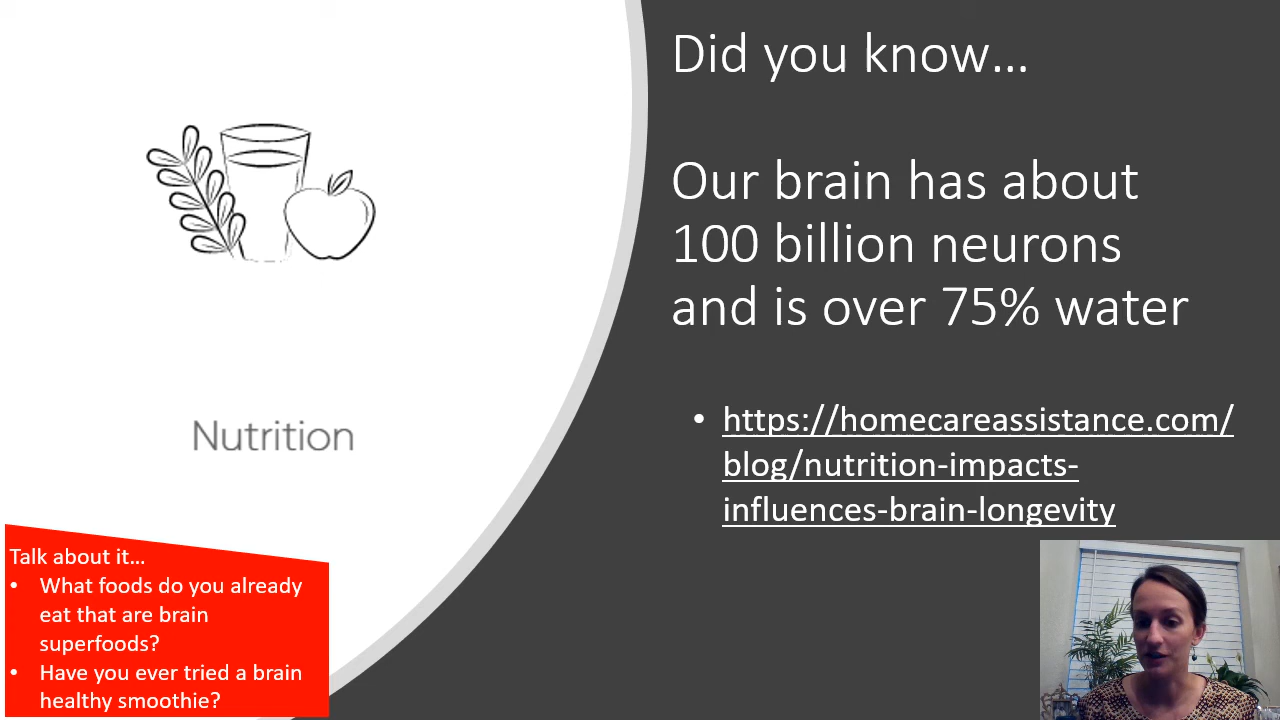 Did you know...
Our brain has about
100 billion neurons
and is over 75% water
• https://homecareassistance.com/
blog/nutrition-impacts-
influences-brain-longevity
Nutrition
Talk about it...
• What foods do you already
eat that are brain
superfoods?
• Have you ever tried a brain
healthy smoothie?